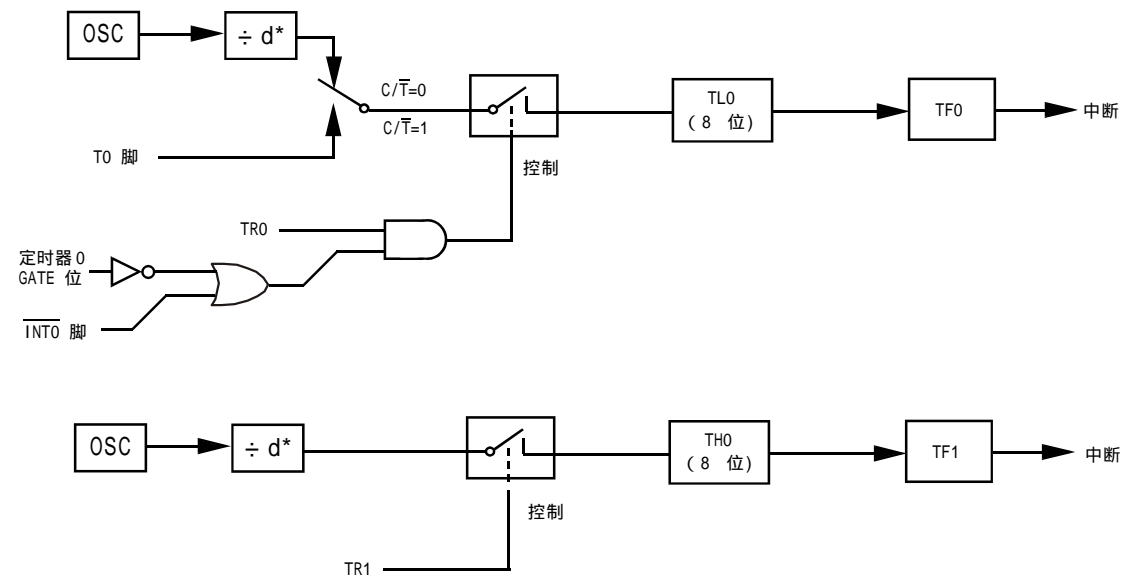 OSC
÷ d*
C/T̅=0
C/T̅=1
T0 脚
TL0
(8 位)
TF0
中断
控制
TR0
定时器0
GATE 位
I̅N̅T̅0̅ 脚
OSC
÷ d*
TH0
(8 位)
TF1
中断
控制
TR1